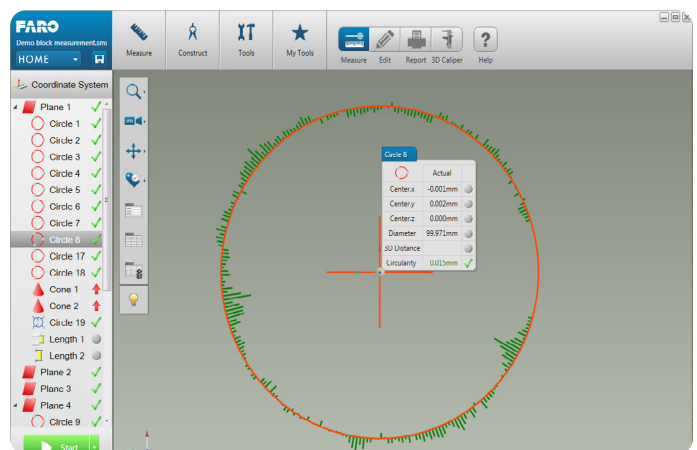 FARO
Demo block measurement.sm
HOME
Measure
Construct
Tools
My Tools
Measure
Edit
Report
3D Caliper
Help
Coordinate System
Plane 1
Circle 1
Circle 2
Circle 3
Circle 4
Circle 5
Circle 6
Circle 7
Circle 8
Circle 17
Circle 18
Cone 1
Cone 2
Circle 19
Length 1
Length 2
Plane 2
Plane 3
Plane 4
Circle 9
Start
Circle 8
Actual
Center.x -0.001mm
Center.y 0.002mm
Center.z 0.000mm
Diameter 99.971mm
3D Distance
Circularity 0.015mm